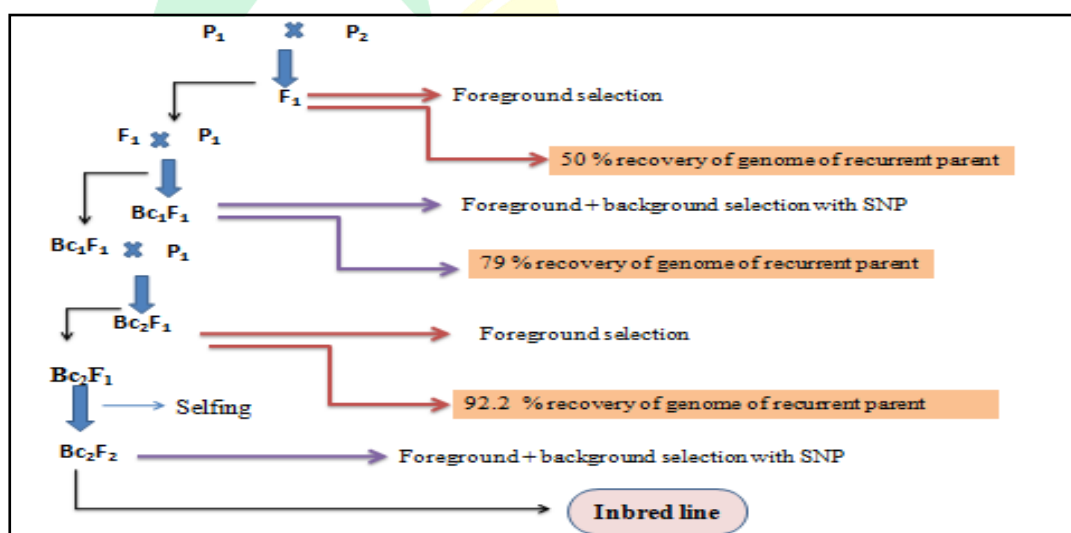 P₁ P₂
F₁
Foreground selection
F₁ P₁
50 % recovery of genome of recurrent parent
Bc₁F₁
Foreground + background selection with SNP
Bc₁F₁ P₁
79 % recovery of genome of recurrent parent
Bc₂F₁
Foreground selection
Bc₂F₁
Selfing
92.2 % recovery of genome of recurrent parent
Bc₂F₂
Foreground + background selection with SNP
Inbred line